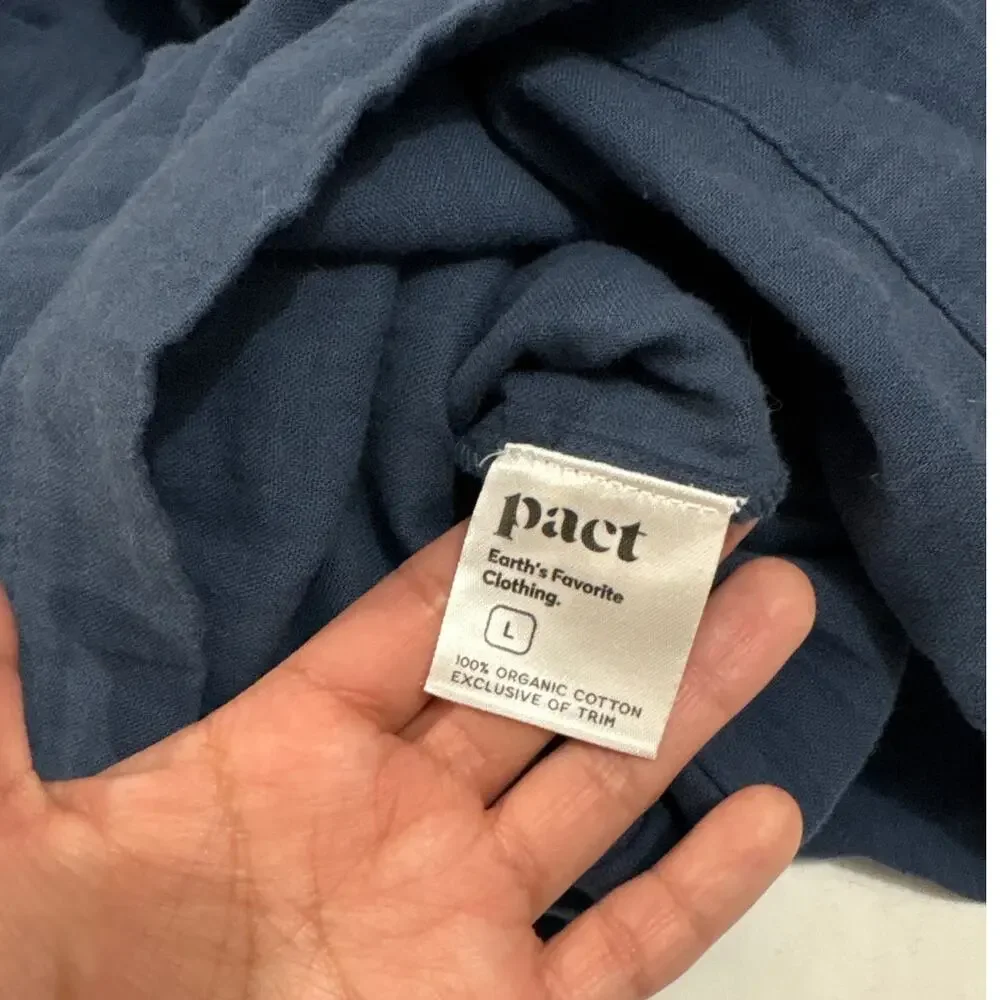 pact
Earth's Favorite
Clothing.
L
100% ORGANIC COTTON
EXCLUSIVE OF TRIM